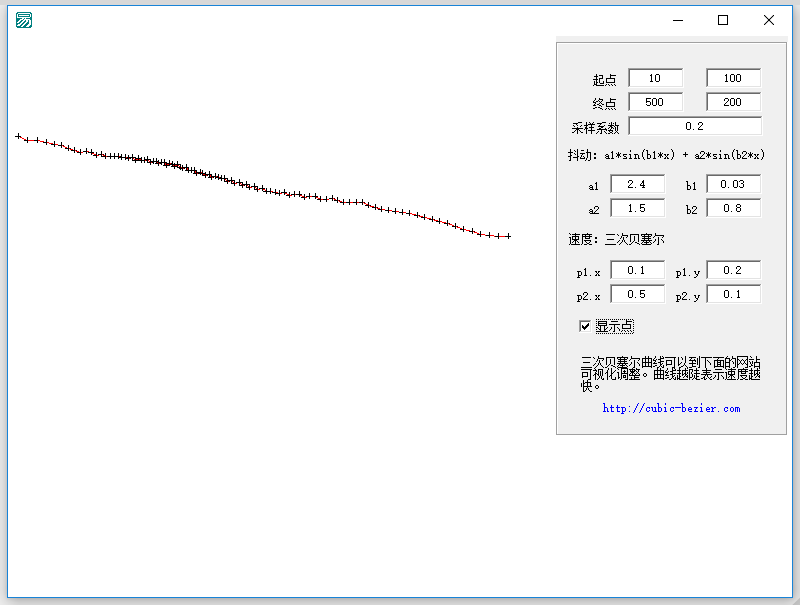 易
起点 10 100
终点 500 200
采样系数 0.2
抖动: a1*sin(b1*x) + a2*sin(b2*x)
a1 2.4 b1 0.03
a2 1.5 b2 0.8
速度: 三次贝塞尔
p1.x 0.1 p1.y 0.2
p2.x 0.5 p2.y 0.1
显示点
三次贝塞尔曲线可以到下面的网站
可视化调整。曲线越陡表示速度越
快。
http://cubic-bezier.com